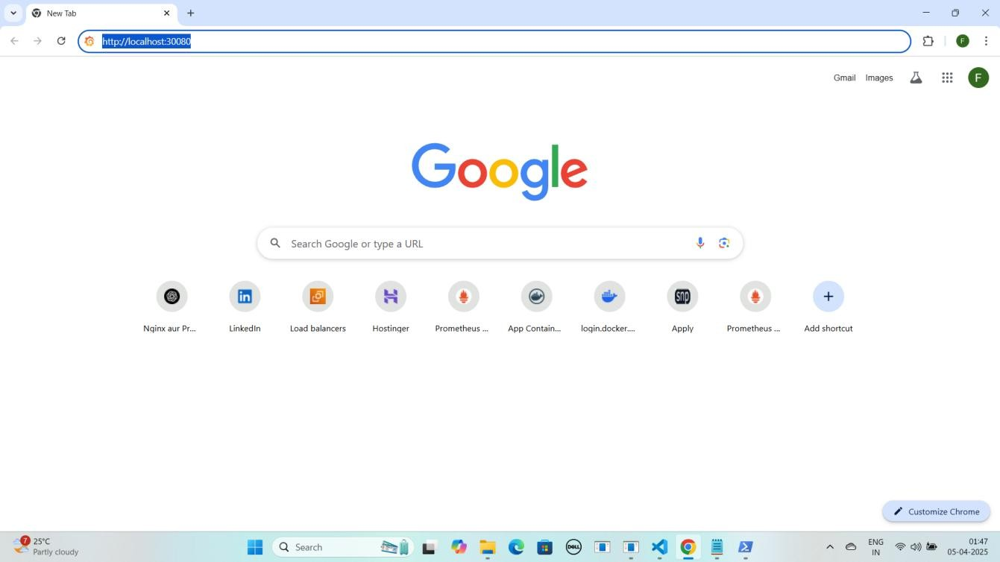 New Tab
http://localhost:30080
F
Gmail
Images
F
Google
Search Google or type a URL
Nginx aur Pr...
LinkedIn
Load balancers
Hostinger
Prometheus ...
App Contain...
login.docker....
snp
Apply
Prometheus ...
Add shortcut
Customize Chrome
7
25°C
Partly cloudy
Search
DELL
ENG
IN
01:47
05-04-2025